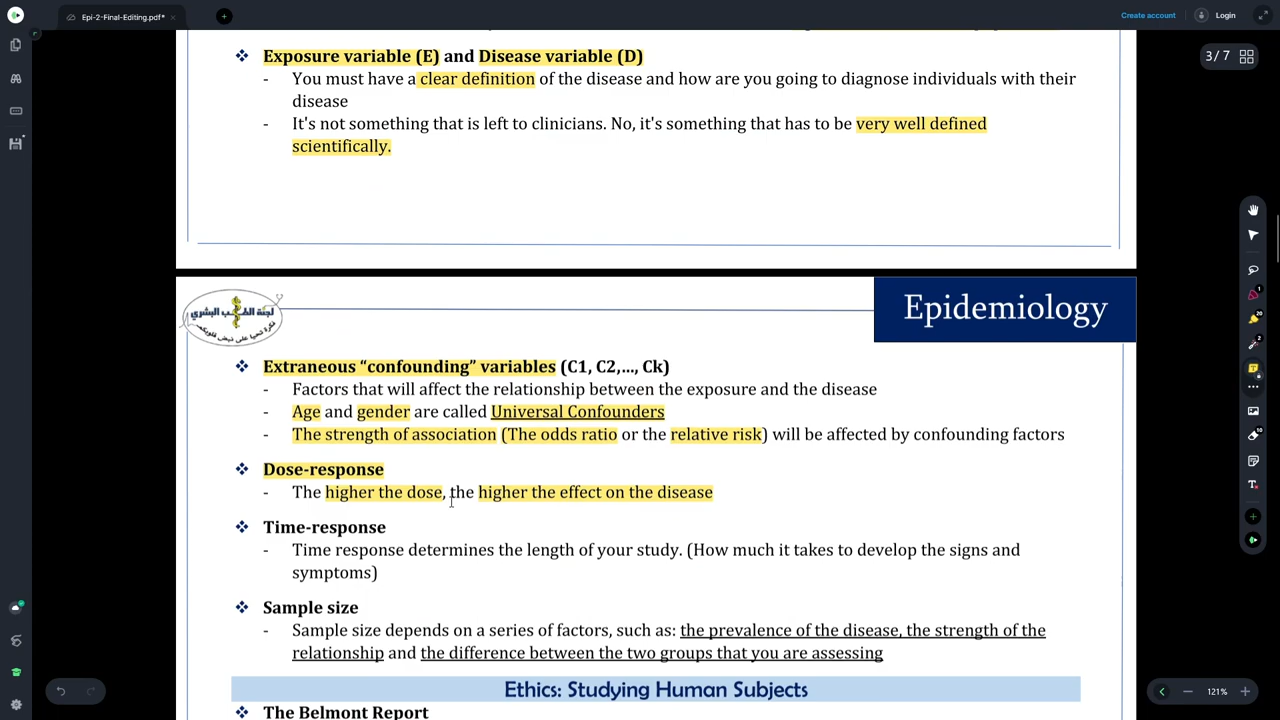 Epi-2-Final-Editing.pdf*
Create account
Login
3 / 7
❖ Exposure variable (E) and Disease variable (D)
- You must have a clear definition of the disease and how are you going to diagnose individuals with their
disease
- It's not something that is left to clinicians. No, it's something that has to be very well defined
scientifically.
لجنة الطب البشري
فكرة تحيا على نبض قلوبكم
Epidemiology
❖ Extraneous “confounding” variables (C1, C2,..., Ck)
- Factors that will affect the relationship between the exposure and the disease
- Age and gender are called Universal Confounders
- The strength of association (The odds ratio or the relative risk) will be affected by confounding factors
❖ Dose-response
- The higher the dose, the higher the effect on the disease
❖ Time-response
- Time response determines the length of your study. (How much it takes to develop the signs and
symptoms)
❖ Sample size
- Sample size depends on a series of factors, such as: the prevalence of the disease, the strength of the
relationship and the difference between the two groups that you are assessing
Ethics: Studying Human Subjects
❖ The Belmont Report
121%